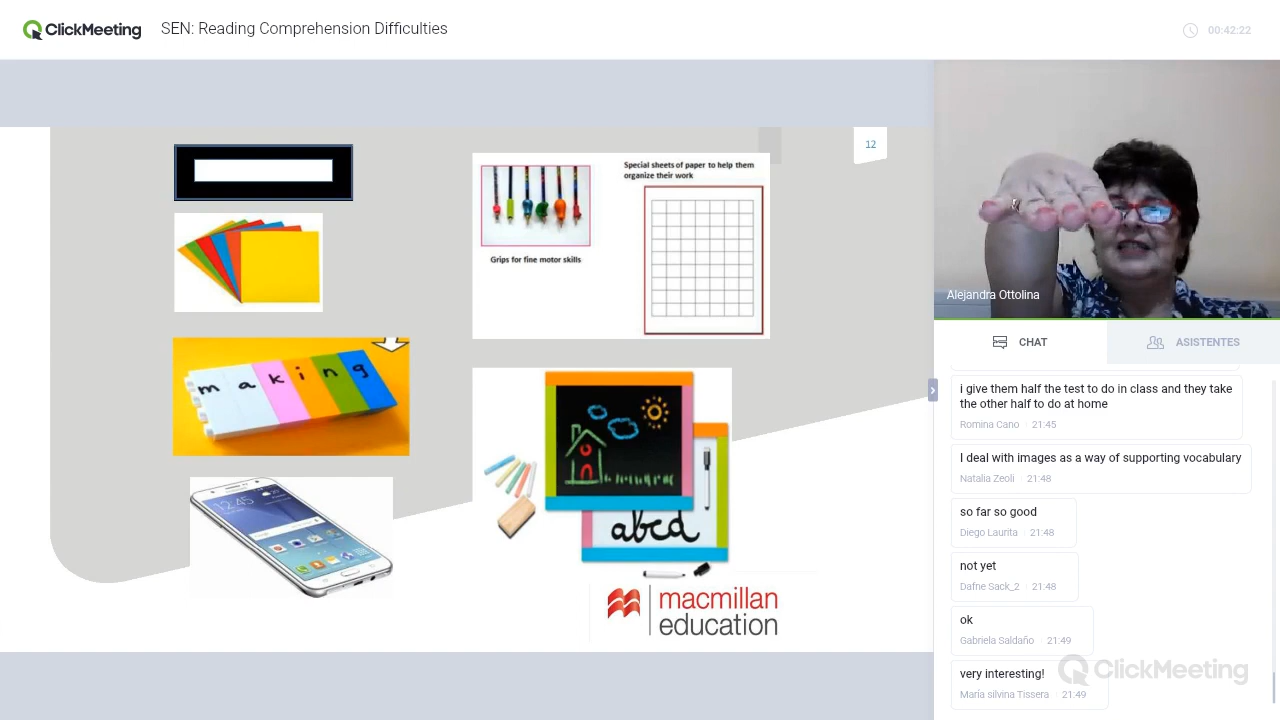 ClickMeeting
SEN: Reading Comprehension Difficulties
00:42:22
12
Special sheets of paper to help them
organize their work
Grips for fine motor skills
making
12:45
abcd
macmillan
education
Alejandra Ottolina
CHAT
ASISTENTES
i give them half the test to do in class and they take
the other half to do at home
Romina Cano 21:45
I deal with images as a way of supporting vocabulary
Natalia Zeoli 21:48
so far so good
Diego Laurita 21:48
not yet
Dafne Sack_2 21:48
ok
Gabriela Saldaño 21:49
very interesting!
María silvina Tissera 21:49
ClickMeeting